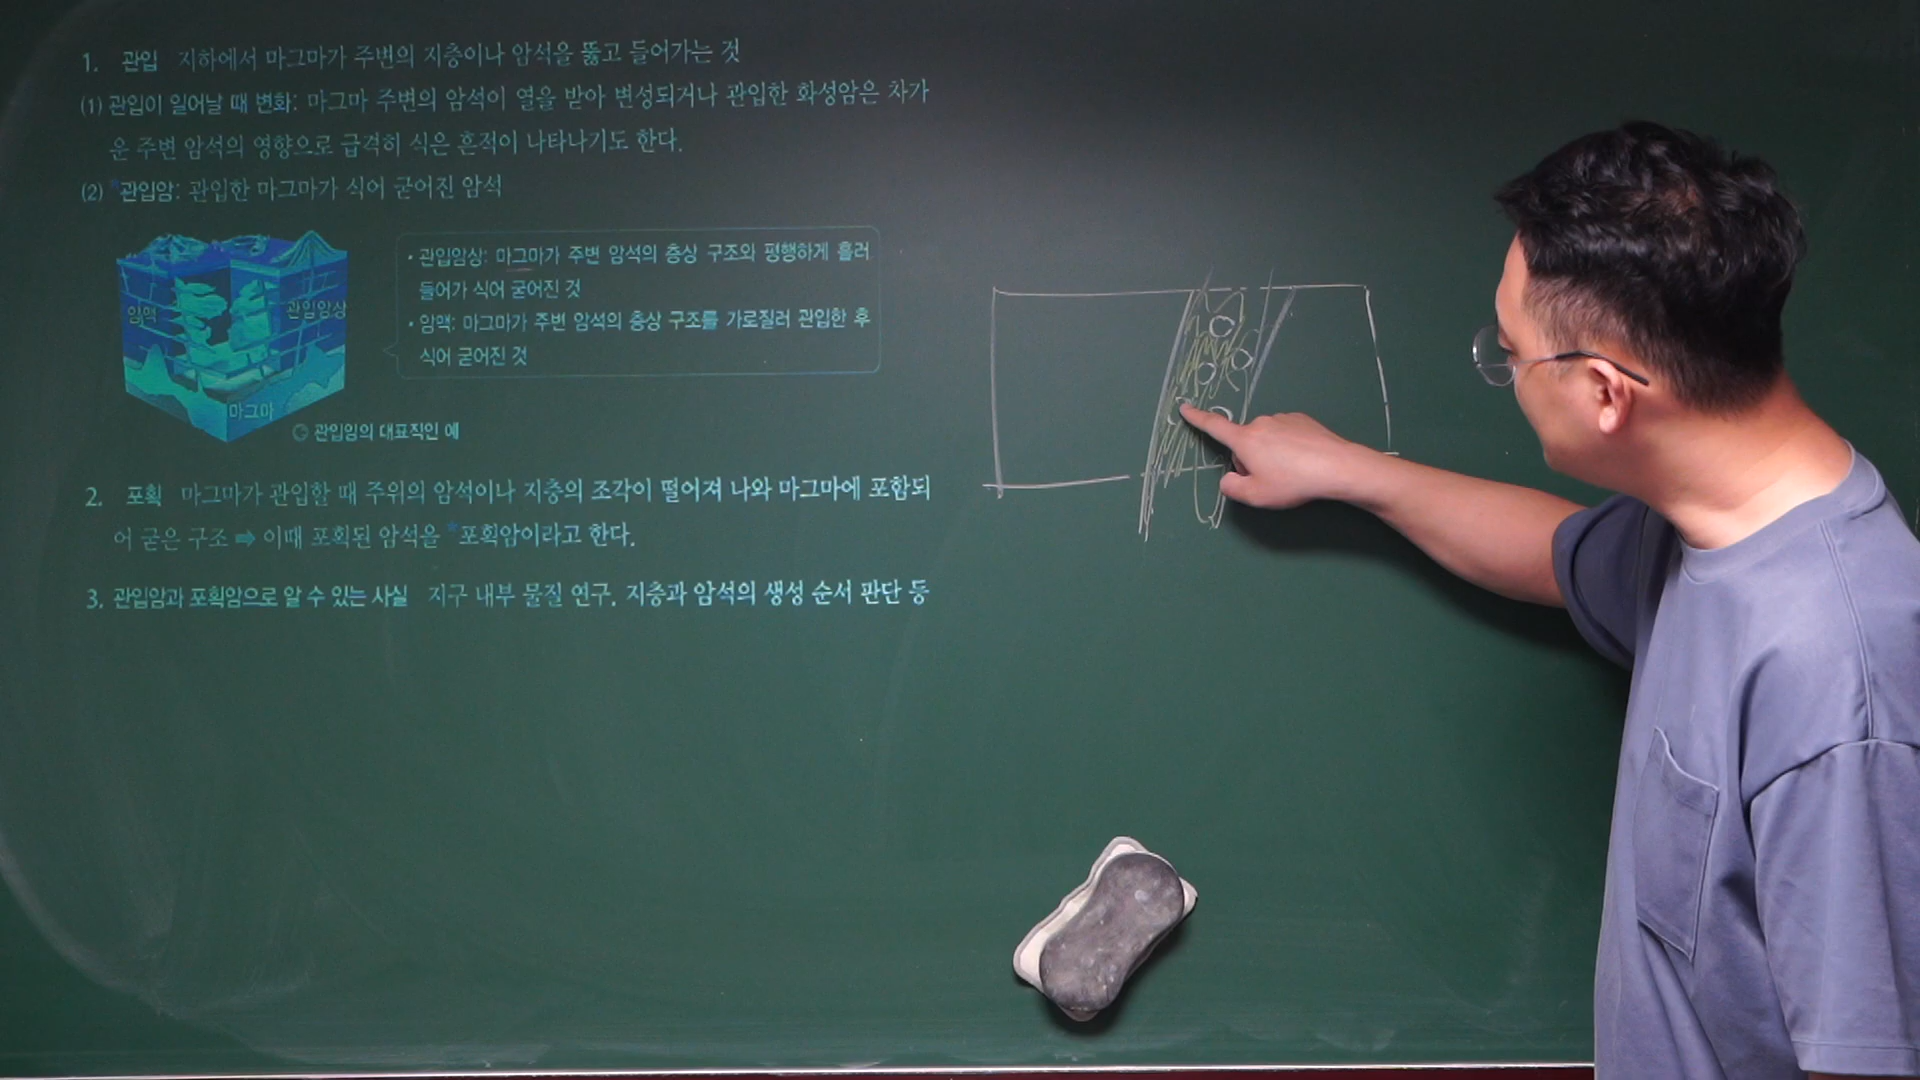 1. 관입 지하에서 마그마가 주변의 지층이나 암석을 뚫고 들어가는 것
(1) 관입이 일어날 때 변화: 마그마 주변의 암석이 열을 받아 변성되거나 관입한 화성암은 차가
운 주변 암석의 영향으로 급격히 식은 흔적이 나타나기도 한다.
(2) *관입암: 관입한 마그마가 식어 굳어진 암석
암맥
관입암상
마그마
관입암의 대표적인 예
• 관입암상: 마그마가 주변 암석의 층상 구조와 평행하게 흘러
들어가 식어 굳어진 것
• 암맥: 마그마가 주변 암석의 층상 구조를 가로질러 관입한 후
식어 굳어진 것
2. 포획 마그마가 관입할 때 주위의 암석이나 지층의 조각이 떨어져 나와 마그마에 포함되
어 굳은 구조 ➡ 이때 포획된 암석을 *포획암이라고 한다.
3. 관입암과 포획암으로 알 수 있는 사실 지구 내부 물질 연구, 지층과 암석의 생성 순서 판단 등